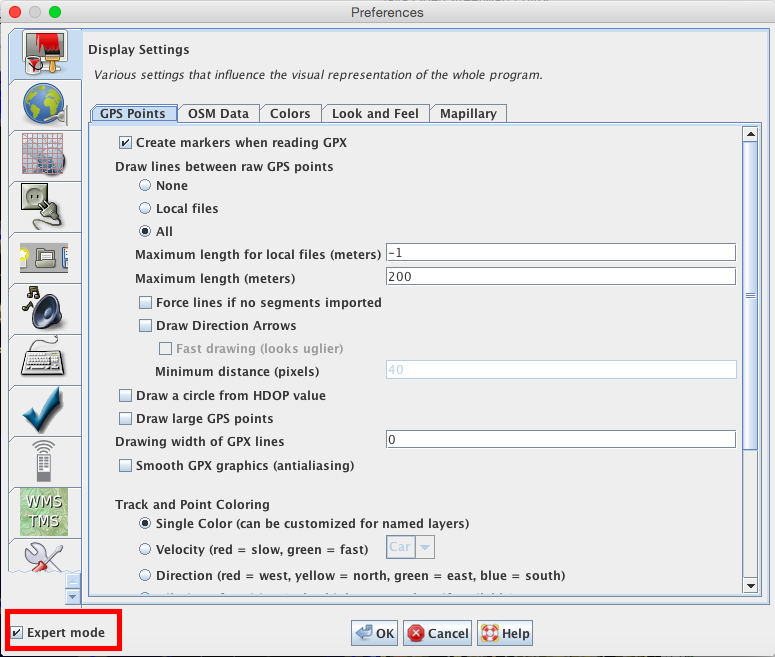 Preferences
Display Settings
Various settings that influence the visual representation of the whole program.
GPS Points OSM Data Colors Look and Feel Mapillary
Create markers when reading GPX
Draw lines between raw GPS points
None
Local files
All
Maximum length for local files (meters) -1
Maximum length (meters) 200
Force lines if no segments imported
Draw Direction Arrows
Fast drawing (looks uglier)
Minimum distance (pixels) 40
Draw a circle from HDOP value
Draw large GPS points
Drawing width of GPX lines 0
Smooth GPX graphics (antialiasing)
WMS
TMS
Track and Point Coloring
Single Color (can be customized for named layers)
Velocity (red = slow, green = fast) Car
Direction (red = west, yellow = north, green = east, blue = south)
Expert mode OK Cancel Help